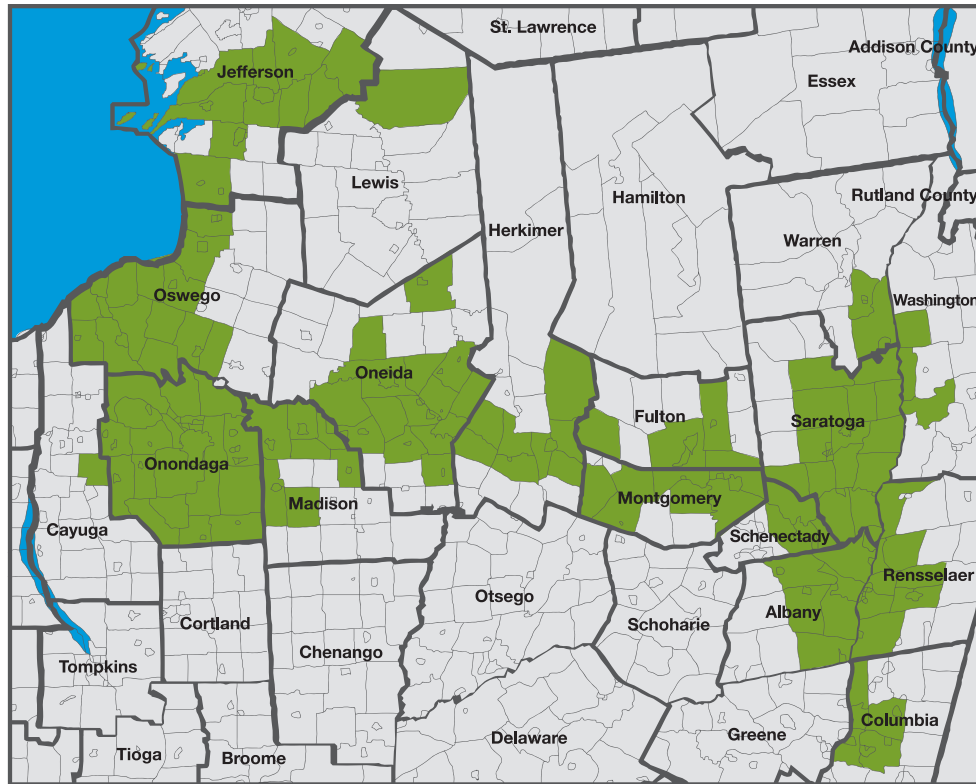 St. Lawrence
Addison County
Jefferson
Essex
Lewis
Hamilton
Rutland County
Herkimer
Warren
Oswego
Washington
Oneida
Fulton
Saratoga
Onondaga
Madison
Montgomery
Cayuga
Schenectady
Rensselaer
Otsego
Albany
Cortland
Schoharie
Chenango
Tompkins
Columbia
Greene
Delaware
Tioga
Broome